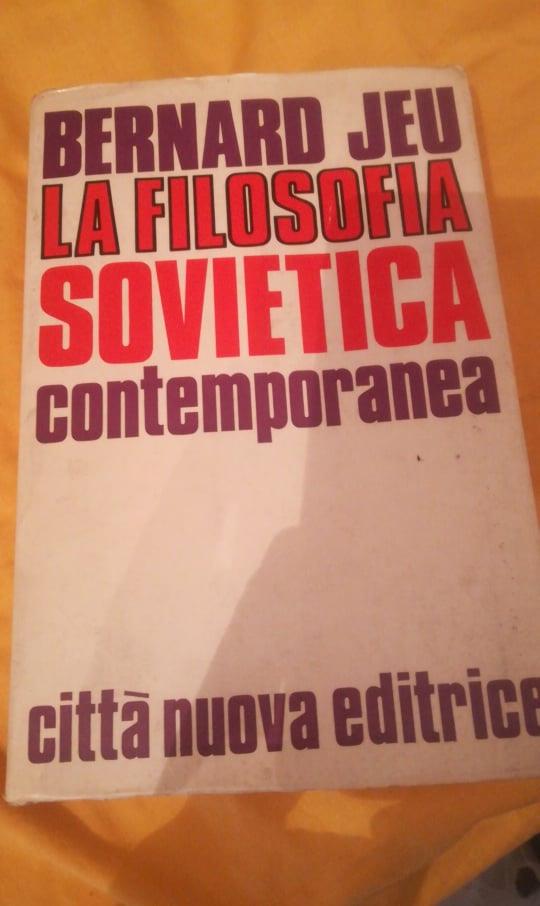 BERNARD JEU
LA FILOSOFIA
SOVIETICA
contemporanea
città nuova editrice